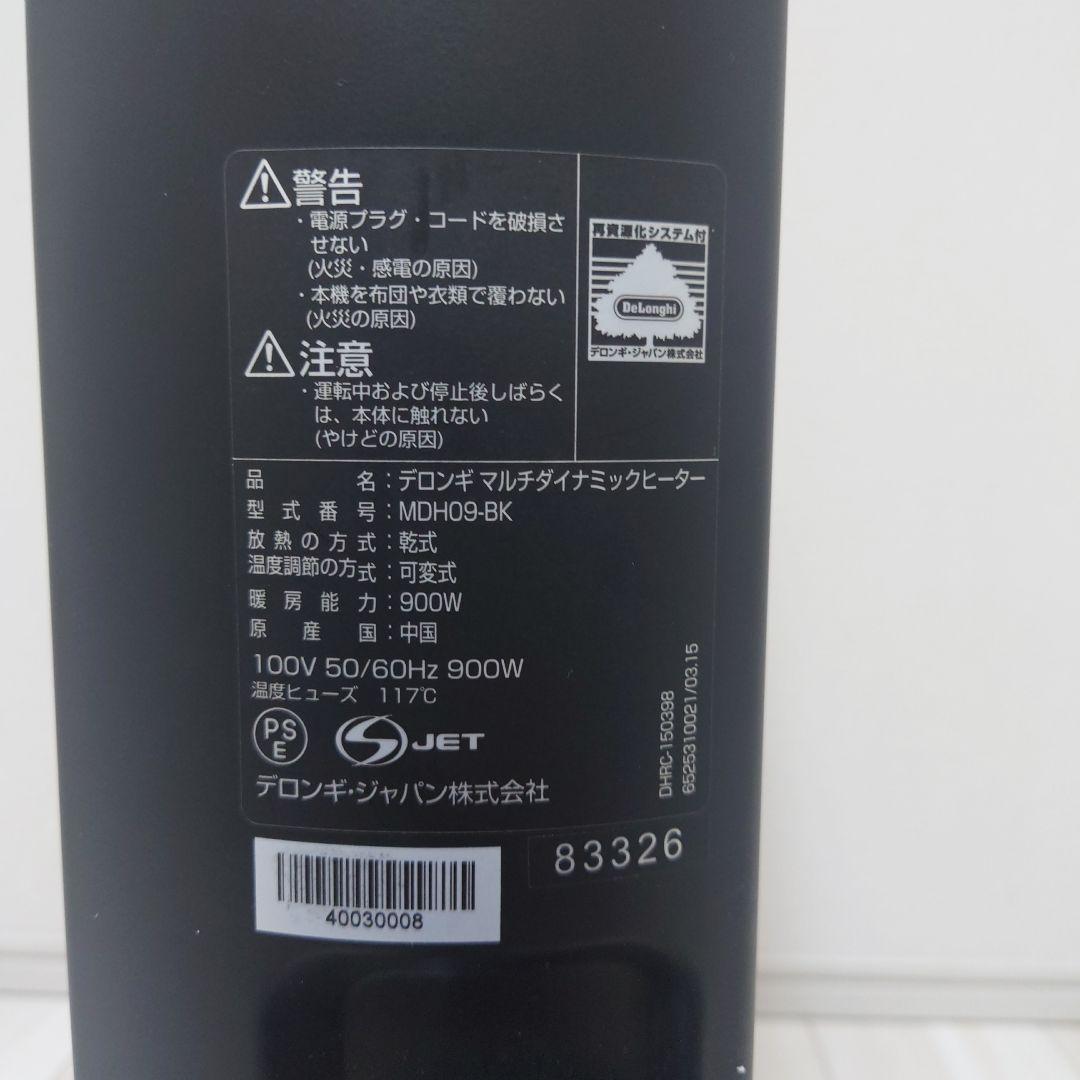 警告
・電源プラグ・コードを破損さ
せない
(火災・感電の原因)
・本機を布団や衣類で覆わない
(火災の原因)
注意
・運転中および停止後しばらく
は、本体に触れない
(やけどの原因)
再資源化システム付
DeLonghi
デロンギ・ジャパン株式会社
品名:デロンギ マルチダイナミックヒーター
型式番号:MDH09-BK
放熱の方式:乾式
温度調節の方式:可変式
暖房能力:900W
原産国:中国
100V 50/60Hz 900W
温度ヒューズ 117℃
PSE
JET
デロンギ・ジャパン株式会社
DHRC-150398
6525310021/03.15
40030008
83326